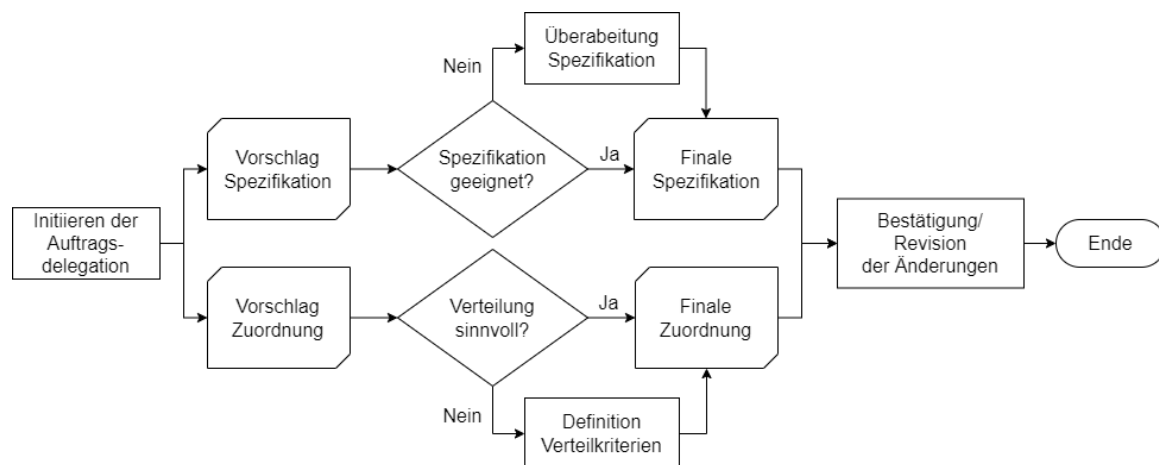 Überabeitung
Spezifikation
Nein
Vorschlag
Spezifikation
Spezifikation
geeignet?
Ja
Finale
Spezifikation
Initiieren der
Auftrags-
delegation
Bestätigung/
Revision
der Änderungen
Ende
Vorschlag
Zuordnung
Verteilung
sinnvoll?
Ja
Finale
Zuordnung
Nein
Definition
Verteilkriterien